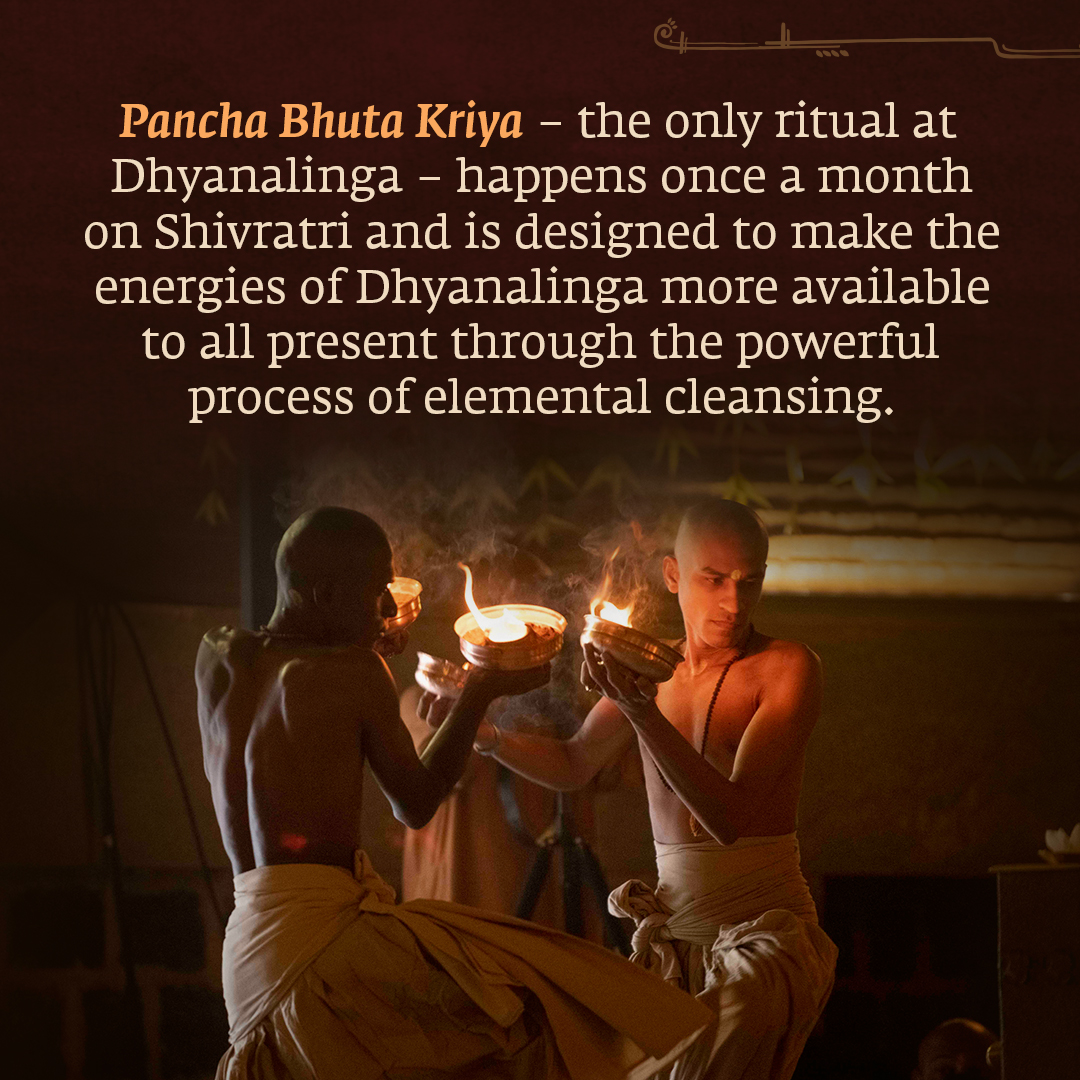 Pancha Bhuta Kriya – the only ritual at
Dhyanalinga – happens once a month
on Shivratri and is designed to make the
energies of Dhyanalinga more available
to all present through the powerful
process of elemental cleansing.